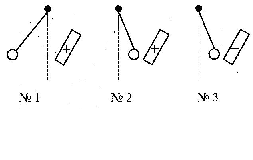 + + −
№ 1 № 2 № 3